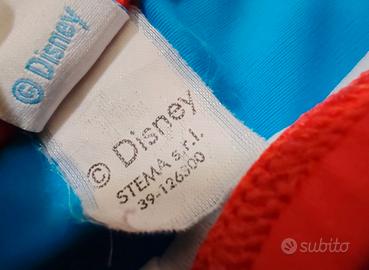 © Disney
© Disney
STEMA s.r.l.
39-126300
subito